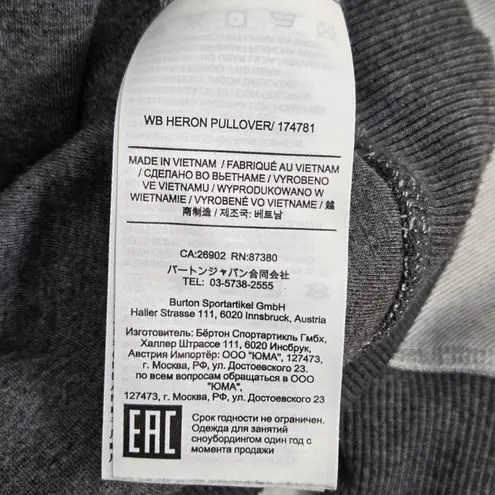 WB HERON PULLOVER/ 174781
MADE IN VIETNAM / FABRIQUÉ AU VIETNAM
/ СДЕЛАНО ВО ВЬЕТНАМЕ / VYROBENO
VE VIETNAMU / WYPRODUKOWANO W
WIETNAMIE / VYROBENÉ VO VIETNAME / 越
南制造 / 제조국: 베트남
CA:26902 RN:87380
バートンジャパン合同会社
TEL: 03-5738-2555
Burton Sportartikel GmbH
Haller Strasse 111, 6020 Innsbruck, Austria
Изготовитель: Бёртон Спортартикль Гмбх,
Халлер Штрассе 111, 6020 Инсбрук,
Австрия Импортёр: ООО "ЮМА", 127473,
г. Москва, РФ, ул. Достоевского 23.
по всем вопросам обращаться в ООО
"ЮМА",
127473, г. Москва, РФ, ул. Достоевского 23.
EAC
Срок годности не ограничен.
Одежда для занятий
сноубордингом один год с
момента продажи